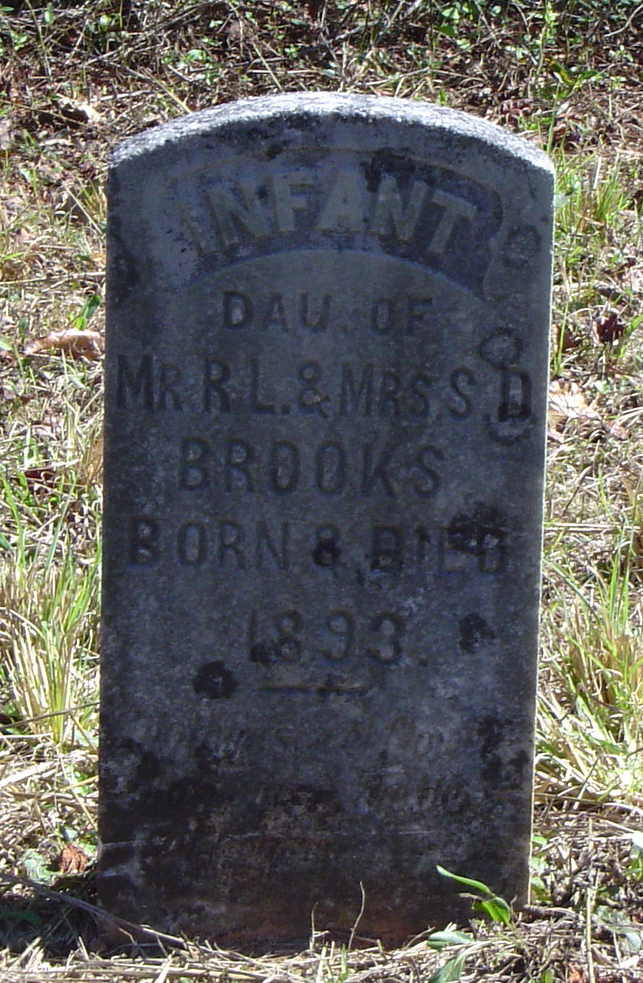 INFANT
DAU. OF
MR. R.L. & MRS. S.D
BROOKS
BORN & DIED
1893.